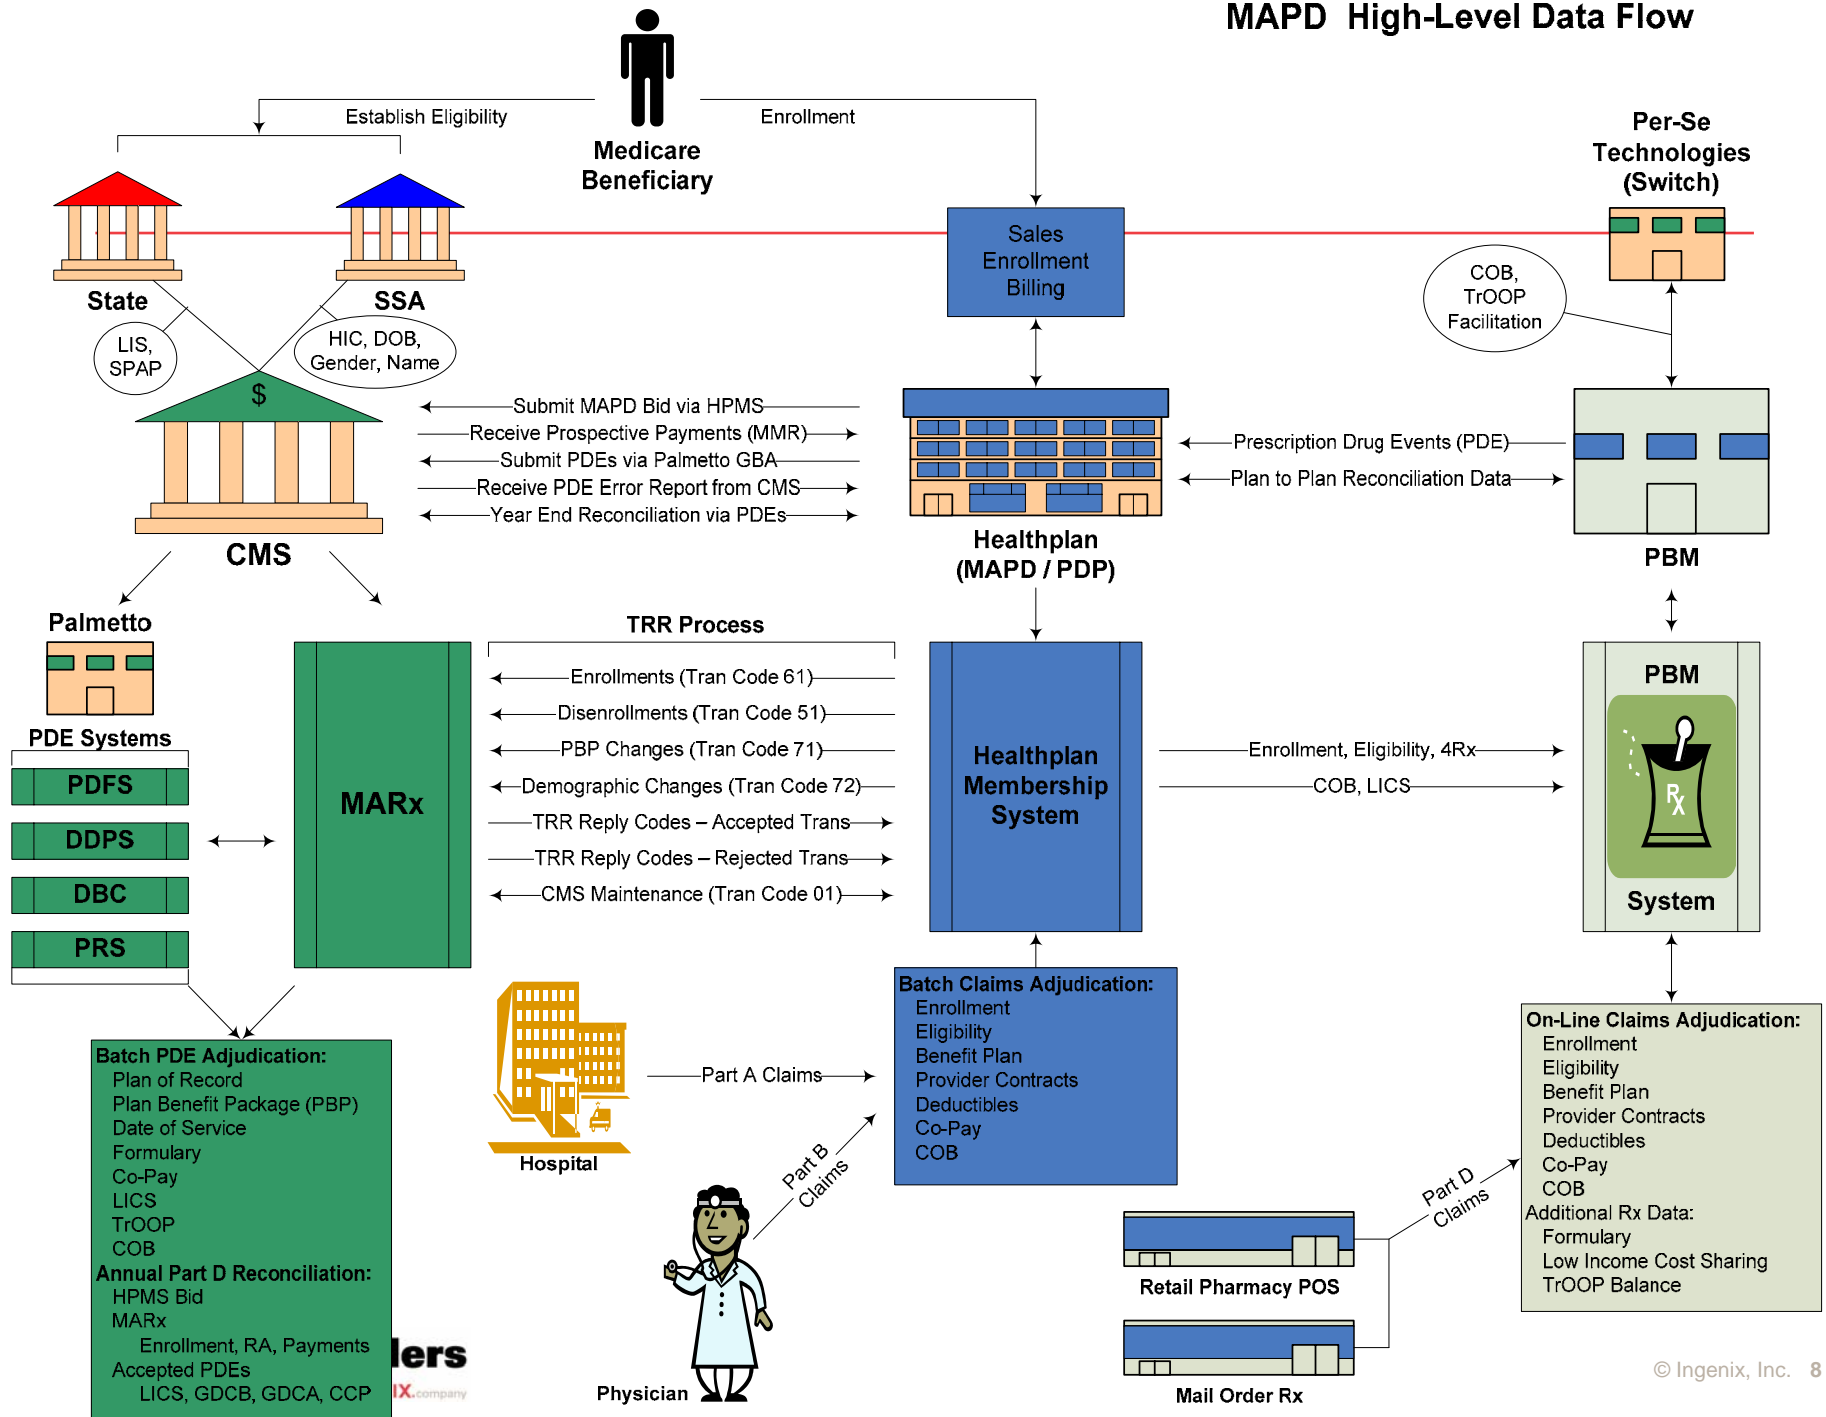 MAPD High-Level Data Flow
Establish Eligibility
Enrollment
Medicare
Beneficiary
Per-Se
Technologies
(Switch)
Sales
Enrollment
Billing
COB,
TrOOP
Facilitation
State
SSA
LIS,
SPAP
HIC, DOB,
Gender, Name
$
Submit MAPD Bid via HPMS
Receive Prospective Payments (MMR)
Submit PDEs via Palmetto GBA
Receive PDE Error Report from CMS
Year End Reconciliation via PDEs
Prescription Drug Events (PDE)
Plan to Plan Reconciliation Data
CMS
Healthplan
(MAPD / PDP)
PBM
Palmetto
TRR Process
PDE Systems
PDFS
DDPS
DBC
PRS
MARx
Enrollments (Tran Code 61)
Disenrollments (Tran Code 51)
PBP Changes (Tran Code 71)
Demographic Changes (Tran Code 72)
TRR Reply Codes – Accepted Trans
TRR Reply Codes – Rejected Trans
CMS Maintenance (Tran Code 01)
Healthplan
Membership
System
Enrollment, Eligibility, 4Rx
COB, LICS
PBM
RX
System
Batch Claims Adjudication:
Enrollment
Eligibility
Benefit Plan
Provider Contracts
Deductibles
Co-Pay
COB
Part A Claims
Hospital
Part B
Claims
Physician
On-Line Claims Adjudication:
Enrollment
Eligibility
Benefit Plan
Provider Contracts
Deductibles
Co-Pay
COB
Additional Rx Data:
Formulary
Low Income Cost Sharing
TrOOP Balance
Part D
Claims
Retail Pharmacy POS
Mail Order Rx
Batch PDE Adjudication:
Plan of Record
Plan Benefit Package (PBP)
Date of Service
Formulary
Co-Pay
LICS
TrOOP
COB
Annual Part D Reconciliation:
HPMS Bid
MARx
Enrollment, RA, Payments
Accepted PDEs
LICS, GDCB, GDCA, CCP
lers
IX.company
© Ingenix, Inc. 8